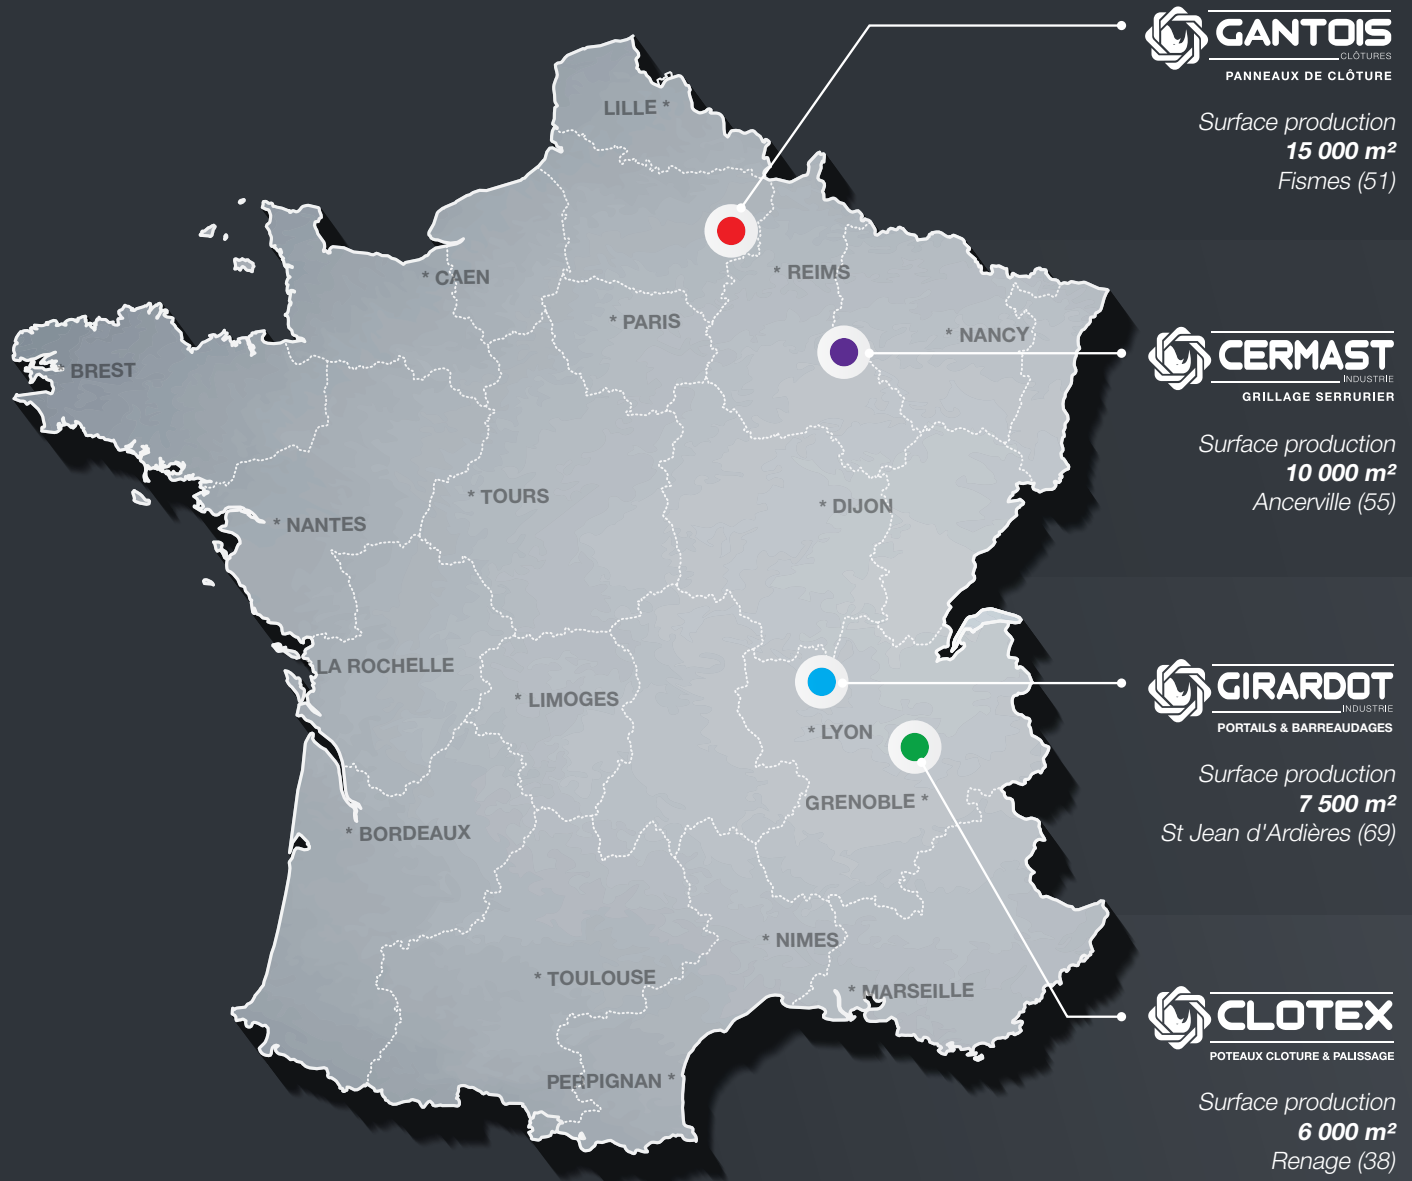 GANTOIS
CLÔTURES
PANNEAUX DE CLÔTURE
Surface production
15 000 m²
Fismes (51)
CERMAST
INDUSTRIE
GRILLAGE SERRURIER
Surface production
10 000 m²
Ancerville (55)
GIRARDOT
INDUSTRIE
PORTAILS & BARREAUDAGES
Surface production
7 500 m²
St Jean d'Ardières (69)
CLOTEX
POTEAUX CLOTURE & PALISSAGE
Surface production
6 000 m²
Renage (38)
LILLE *
* REIMS
* CAEN
* PARIS
* NANCY
* BREST
* TOURS
* DIJON
* NANTES
LA ROCHELLE
* LIMOGES
* LYON
GRENOBLE *
* BORDEAUX
* NIMES
* TOULOUSE
* MARSEILLE
PERPIGNAN *